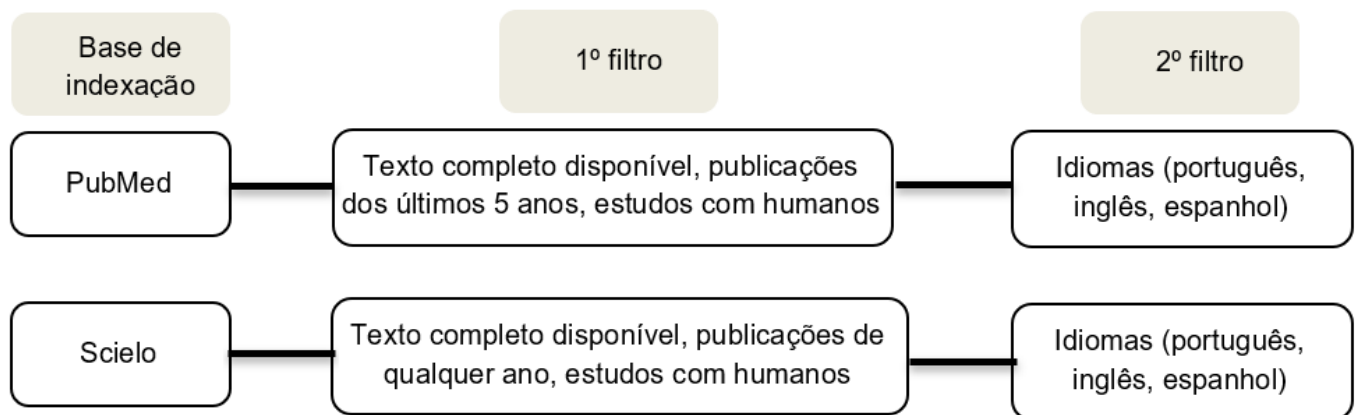 Base de
indexação
1º filtro
2º filtro
PubMed
Texto completo disponível, publicações
dos últimos 5 anos, estudos com humanos
Idiomas (português,
inglês, espanhol)
Scielo
Texto completo disponível, publicações de
qualquer ano, estudos com humanos
Idiomas (português,
inglês, espanhol)